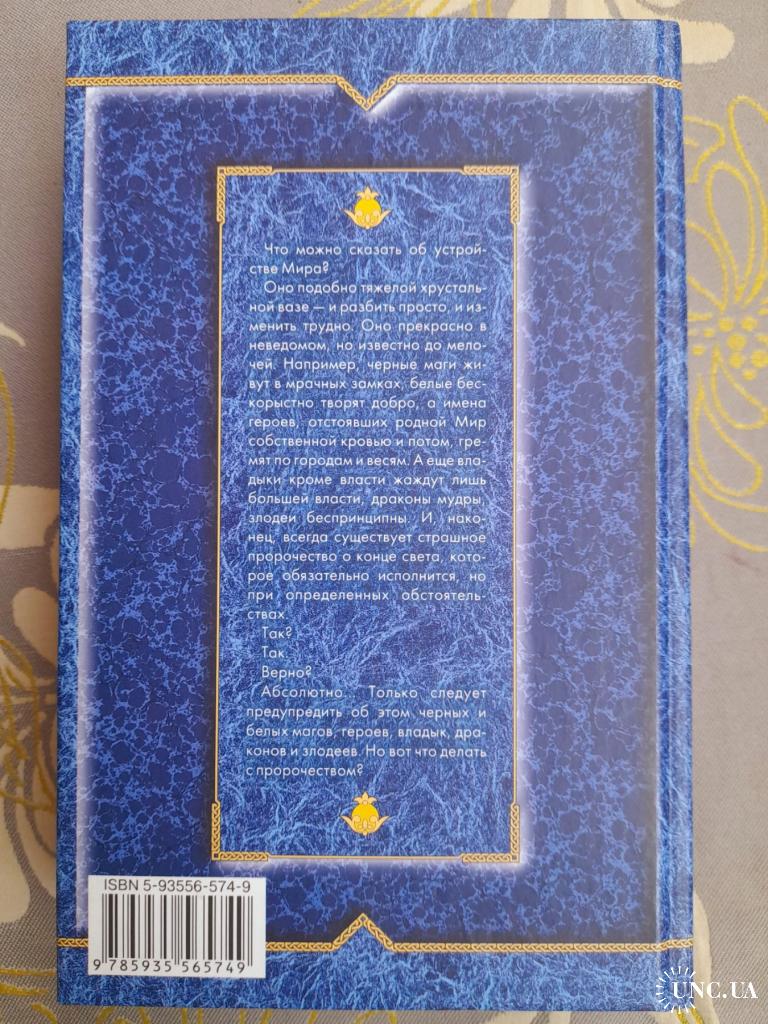 Что можно сказать об устрой-
стве Мира?
Оно подобно тяжелой хрусталь-
ной вазе — и разбить просто, и из-
менить трудно. Оно прекрасно в
неведомом, но известно до мело-
чей. Например, черные маги жи-
вут в мрачных замках, белые бес-
корыстно творят добро, а имена
героев, отстоявших родной Мир
собственной кровью и потом, гре-
мят по городам и весям. А еще вла-
дыки кроме власти жаждут лишь
большей власти, драконы мудры,
злодеи беспринципны. И, нако-
нец, всегда существует страшное
пророчество о конце света, кото-
рое обязательно исполнится, но
при определенных обстоятель-
ствах.
Так?
Так.
Верно?
Абсолютно... Только следует
предупредить об этом черных и
белых магов, героев, владык, дра-
конов и злодеев. Но вот что делать
с пророчеством?
ISBN 5-93556-574-9
9 785935 565749
UNC.UA